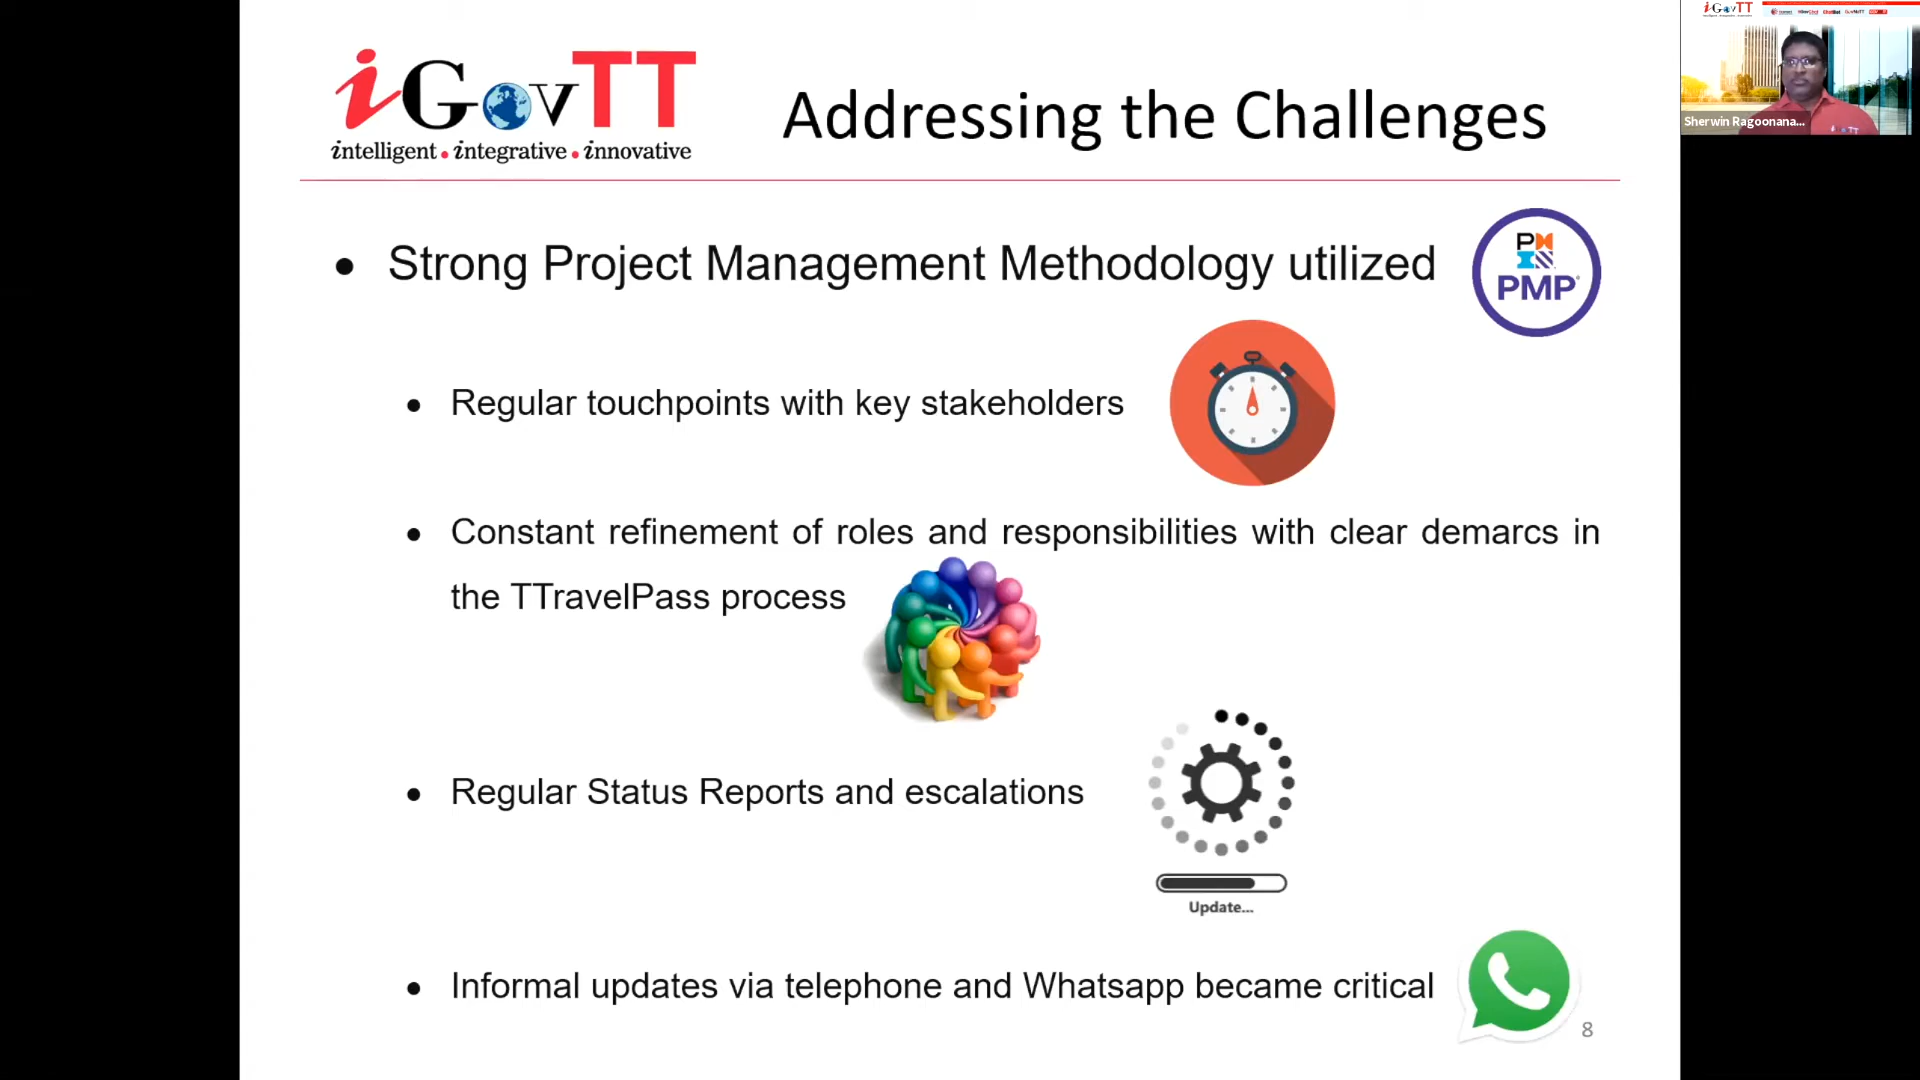 iGovTT
intelligent • integrative • innovative
Addressing the Challenges
iGovTT
Sherwin Ragoonana...
• Strong Project Management Methodology utilized
PMP
• Regular touchpoints with key stakeholders
• Constant refinement of roles and responsibilities with clear demarcs in
the TTravelPass process
• Regular Status Reports and escalations
Update...
• Informal updates via telephone and Whatsapp became critical
8